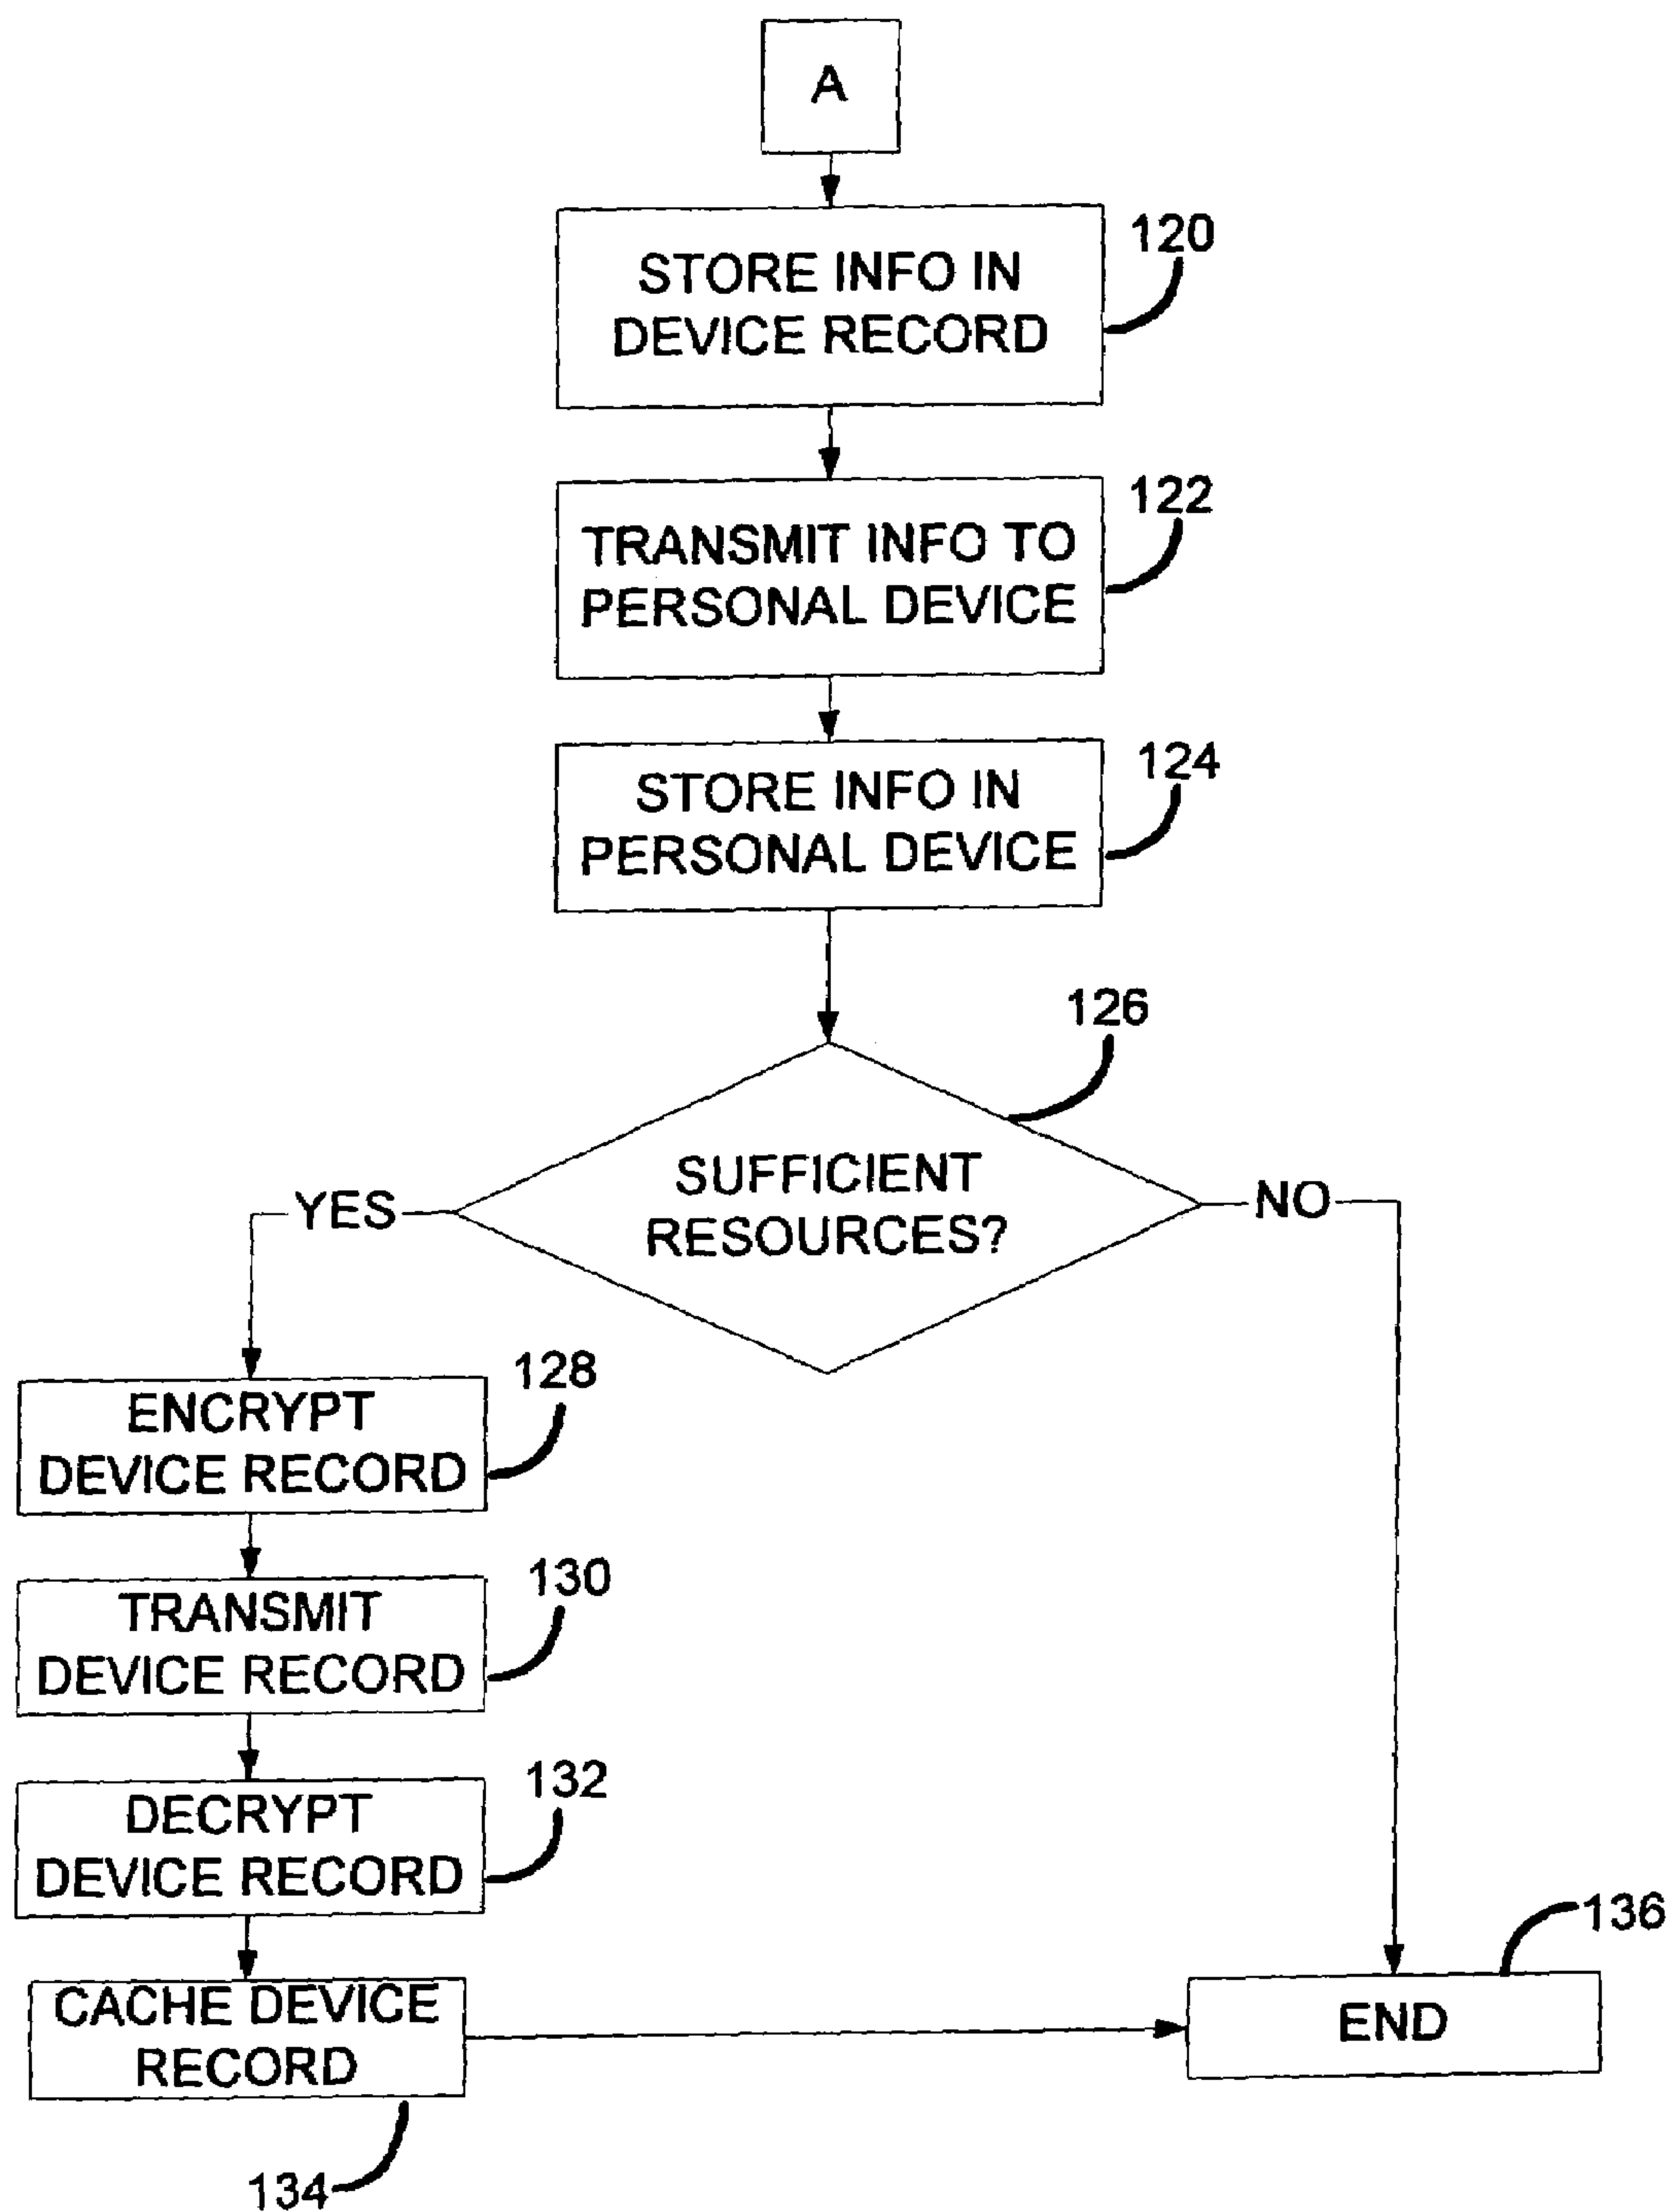 A
STORE INFO IN
DEVICE RECORD
120
TRANSMIT INFO TO
PERSONAL DEVICE
122
STORE INFO IN
PERSONAL DEVICE
124
126
SUFFICIENT
RESOURCES?
YES
NO
ENCRYPT
DEVICE RECORD
128
TRANSMIT
DEVICE RECORD
130
DECRYPT
DEVICE RECORD
132
CACHE DEVICE
RECORD
134
END
136